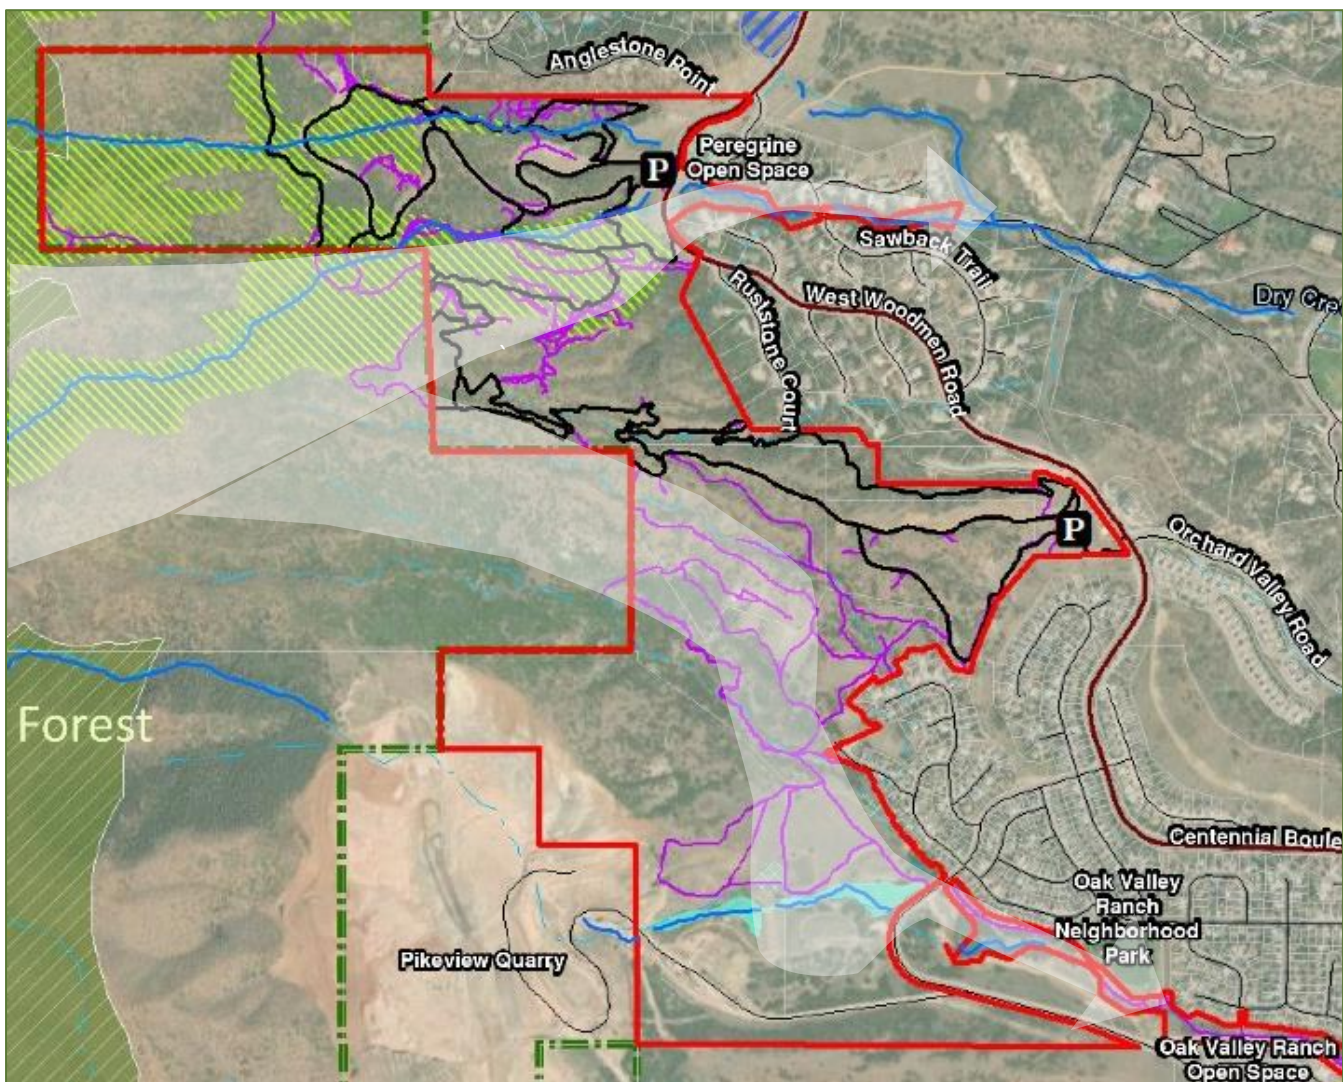 Anglestone Point
P
Peregrine
Open Space
Sawback Trail
Dry Cre
Ruststone Court
West Woodmen Road
P
Orchard Valley Road
Forest
Centennial Boule
Oak Valley
Ranch
Neighborhood
Park
Pikeview Quarry
Oak Valley Ranch
Open Space